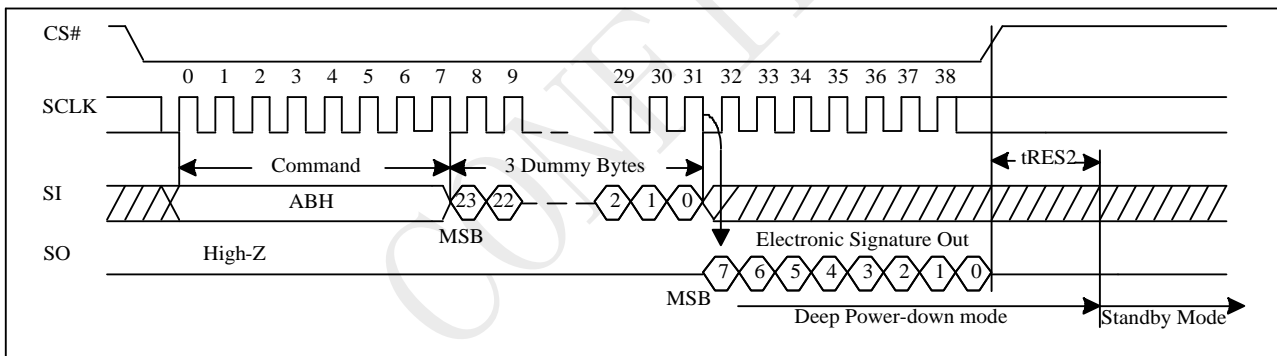 CS#
0 1 2 3 4 5 6 7 8 9 29 30 31 32 33 34 35 36 37 38
SCLK
Command 3 Dummy Bytes tRES2
SI ABH 23 22 2 1 0
MSB Electronic Signature Out
SO High-Z
7 6 5 4 3 2 1 0
MSB
Deep Power-down mode Standby Mode